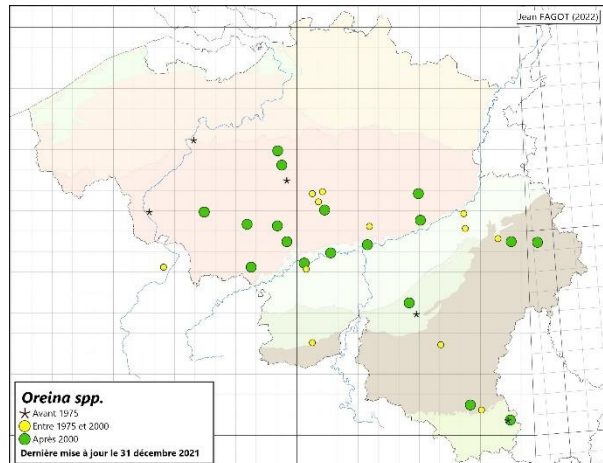 Jean FAGOT (2022)
Oreina spp.
Avant 1975
Entre 1975 et 2000
Après 2000
Dernière mise à jour le 31 décembre 2021